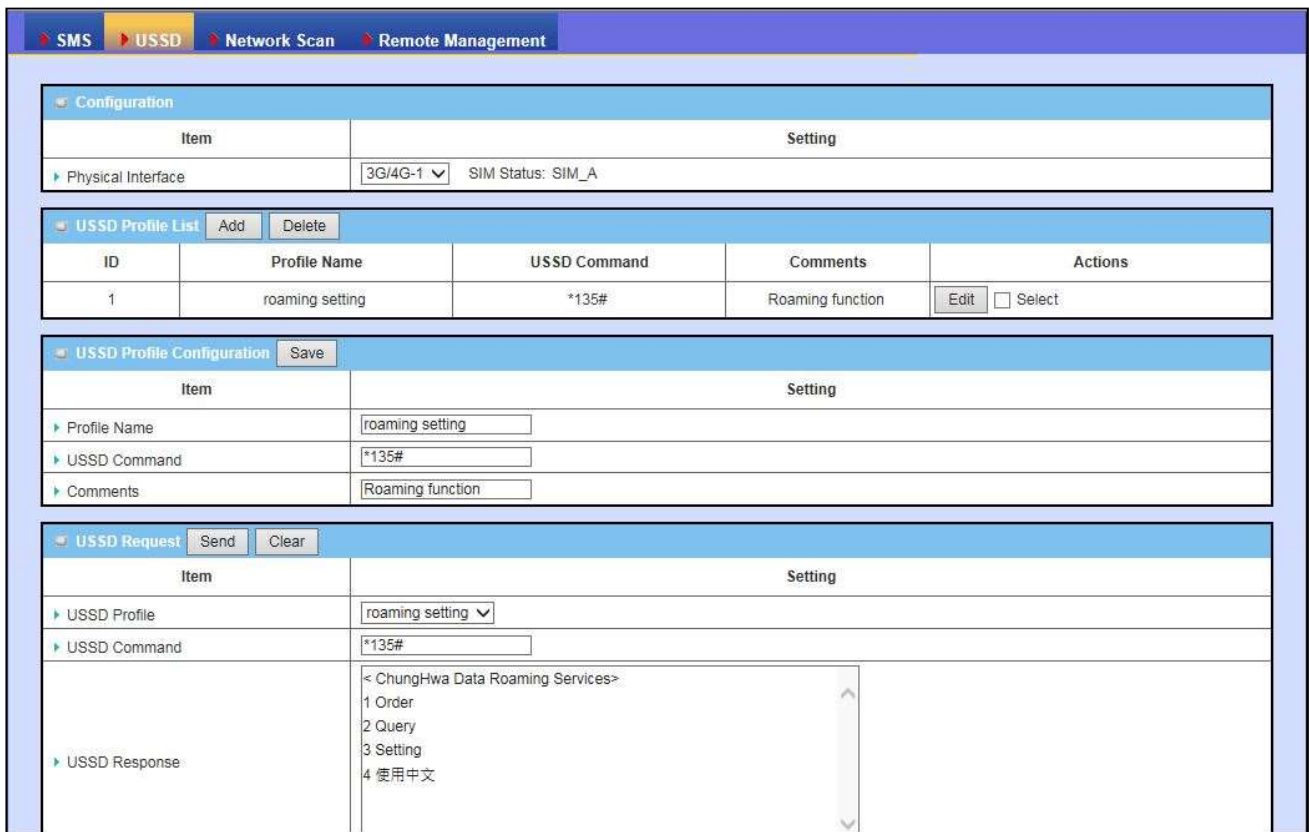 SMS USSD Network Scan Remote Management
Configuration
Item Setting
Physical Interface 3G/4G-1 SIM Status: SIM_A
USSD Profile List Add Delete
ID Profile Name USSD Command Comments Actions
1 roaming setting *135# Roaming function Edit Select
USSD Profile Configuration Save
Item Setting
Profile Name roaming setting
USSD Command *135#
Comments Roaming function
USSD Request Send Clear
Item Setting
USSD Profile roaming setting
USSD Command *135#
USSD Response
< ChungHwa Data Roaming Services>
1 Order
2 Query
3 Setting
4 使用中文